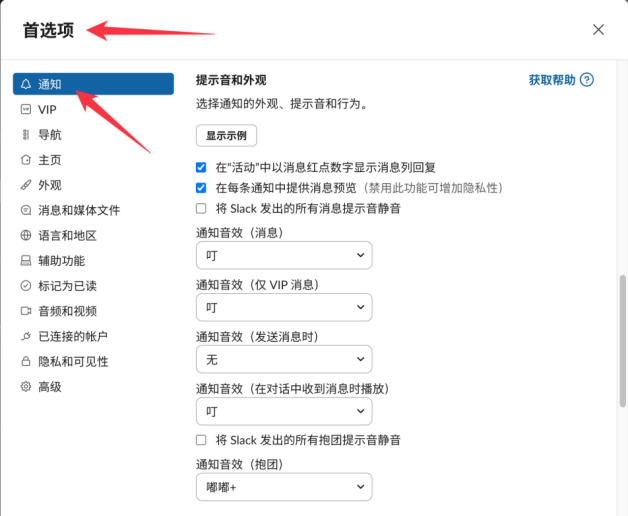 首选项
通知
VIP
导航
主页
外观
消息和媒体文件
语言和地区
辅助功能
标记为已读
音频和视频
已连接的帐户
隐私和可见性
高级
提示音和外观
获取帮助
选择通知的外观、提示音和行为。
显示示例
在“活动”中以消息红点数字显示消息列回复
在每条通知中提供消息预览（禁用此功能可增加隐私性）
将 Slack 发出的所有消息提示音静音
通知音效（消息）
叮
通知音效（仅 VIP 消息）
叮
通知音效（发送消息时）
无
通知音效（在对话中收到消息时播放）
叮
将 Slack 发出的所有抱团提示音静音
通知音效（抱团）
嘟嘟+